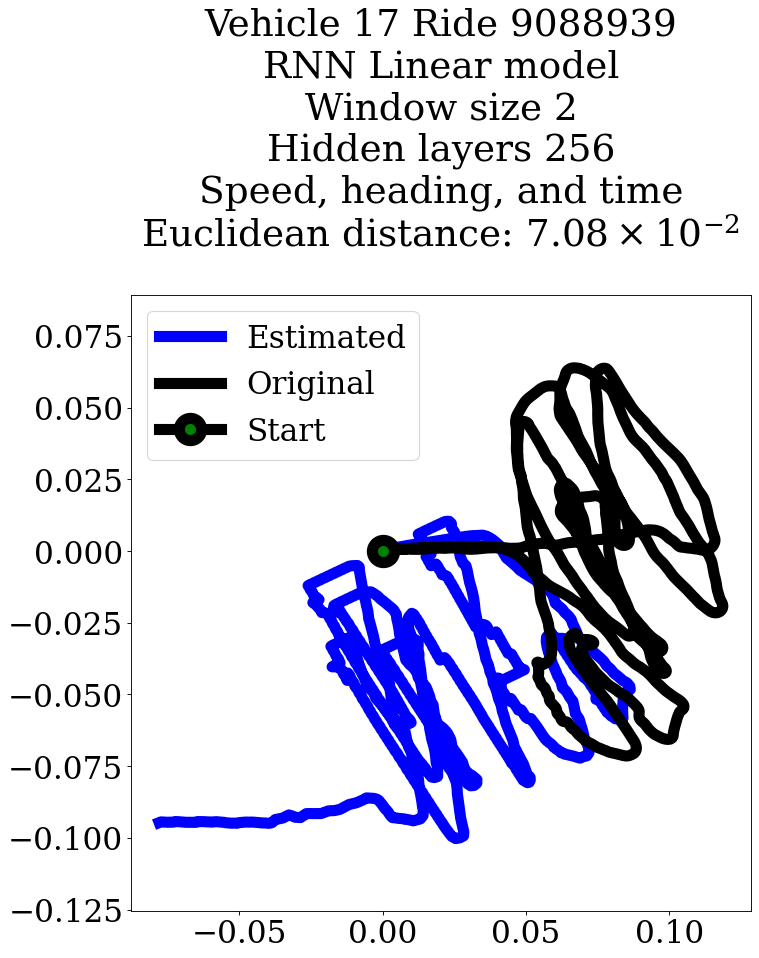 Vehicle 17 Ride 9088939
RNN Linear model
Window size 2
Hidden layers 256
Speed, heading, and time
Euclidean distance: $7.08 \times 10^{-2}$
Estimated
Original
Start
0.075
0.050
0.025
0.000
−0.025
−0.050
−0.075
−0.100
−0.125
−0.05 0.00 0.05 0.10